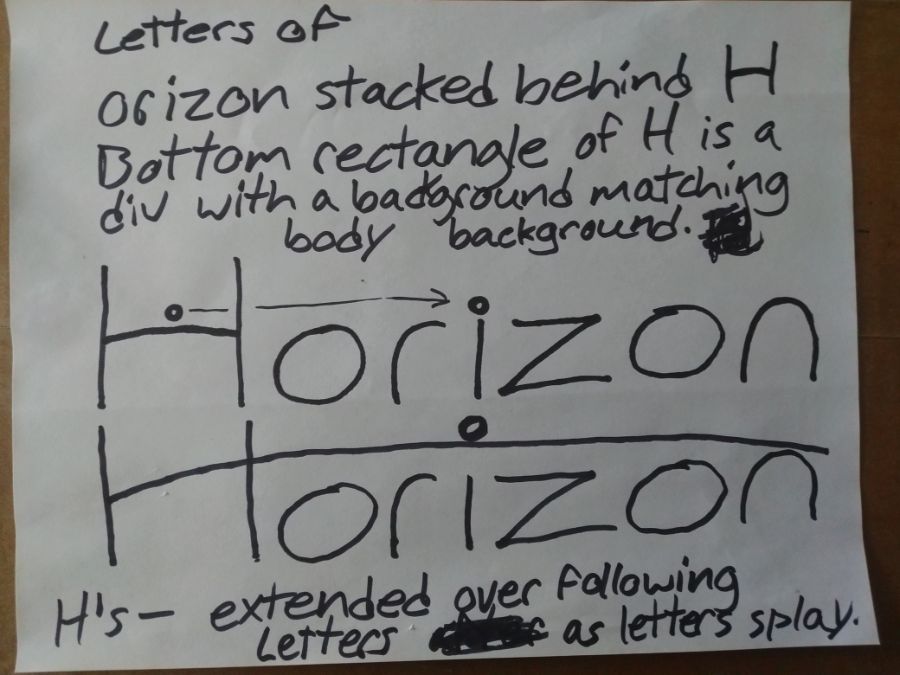 Letters of
orizon stacked behind H
Bottom rectangle of H is a
div with a background matching
body background.
Horizon
Horizon
H's - extended over following
Letters as letters splay.